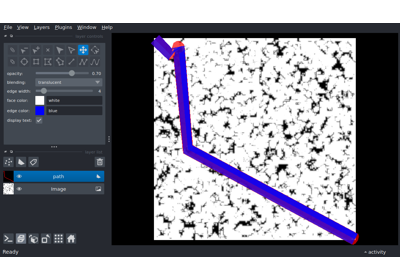 File View Layers Plugins Window Help
opacity: 0.70
blending: translucent
edge width:
face color: white
edge color: blue
display text:
path
Image
Ready activity